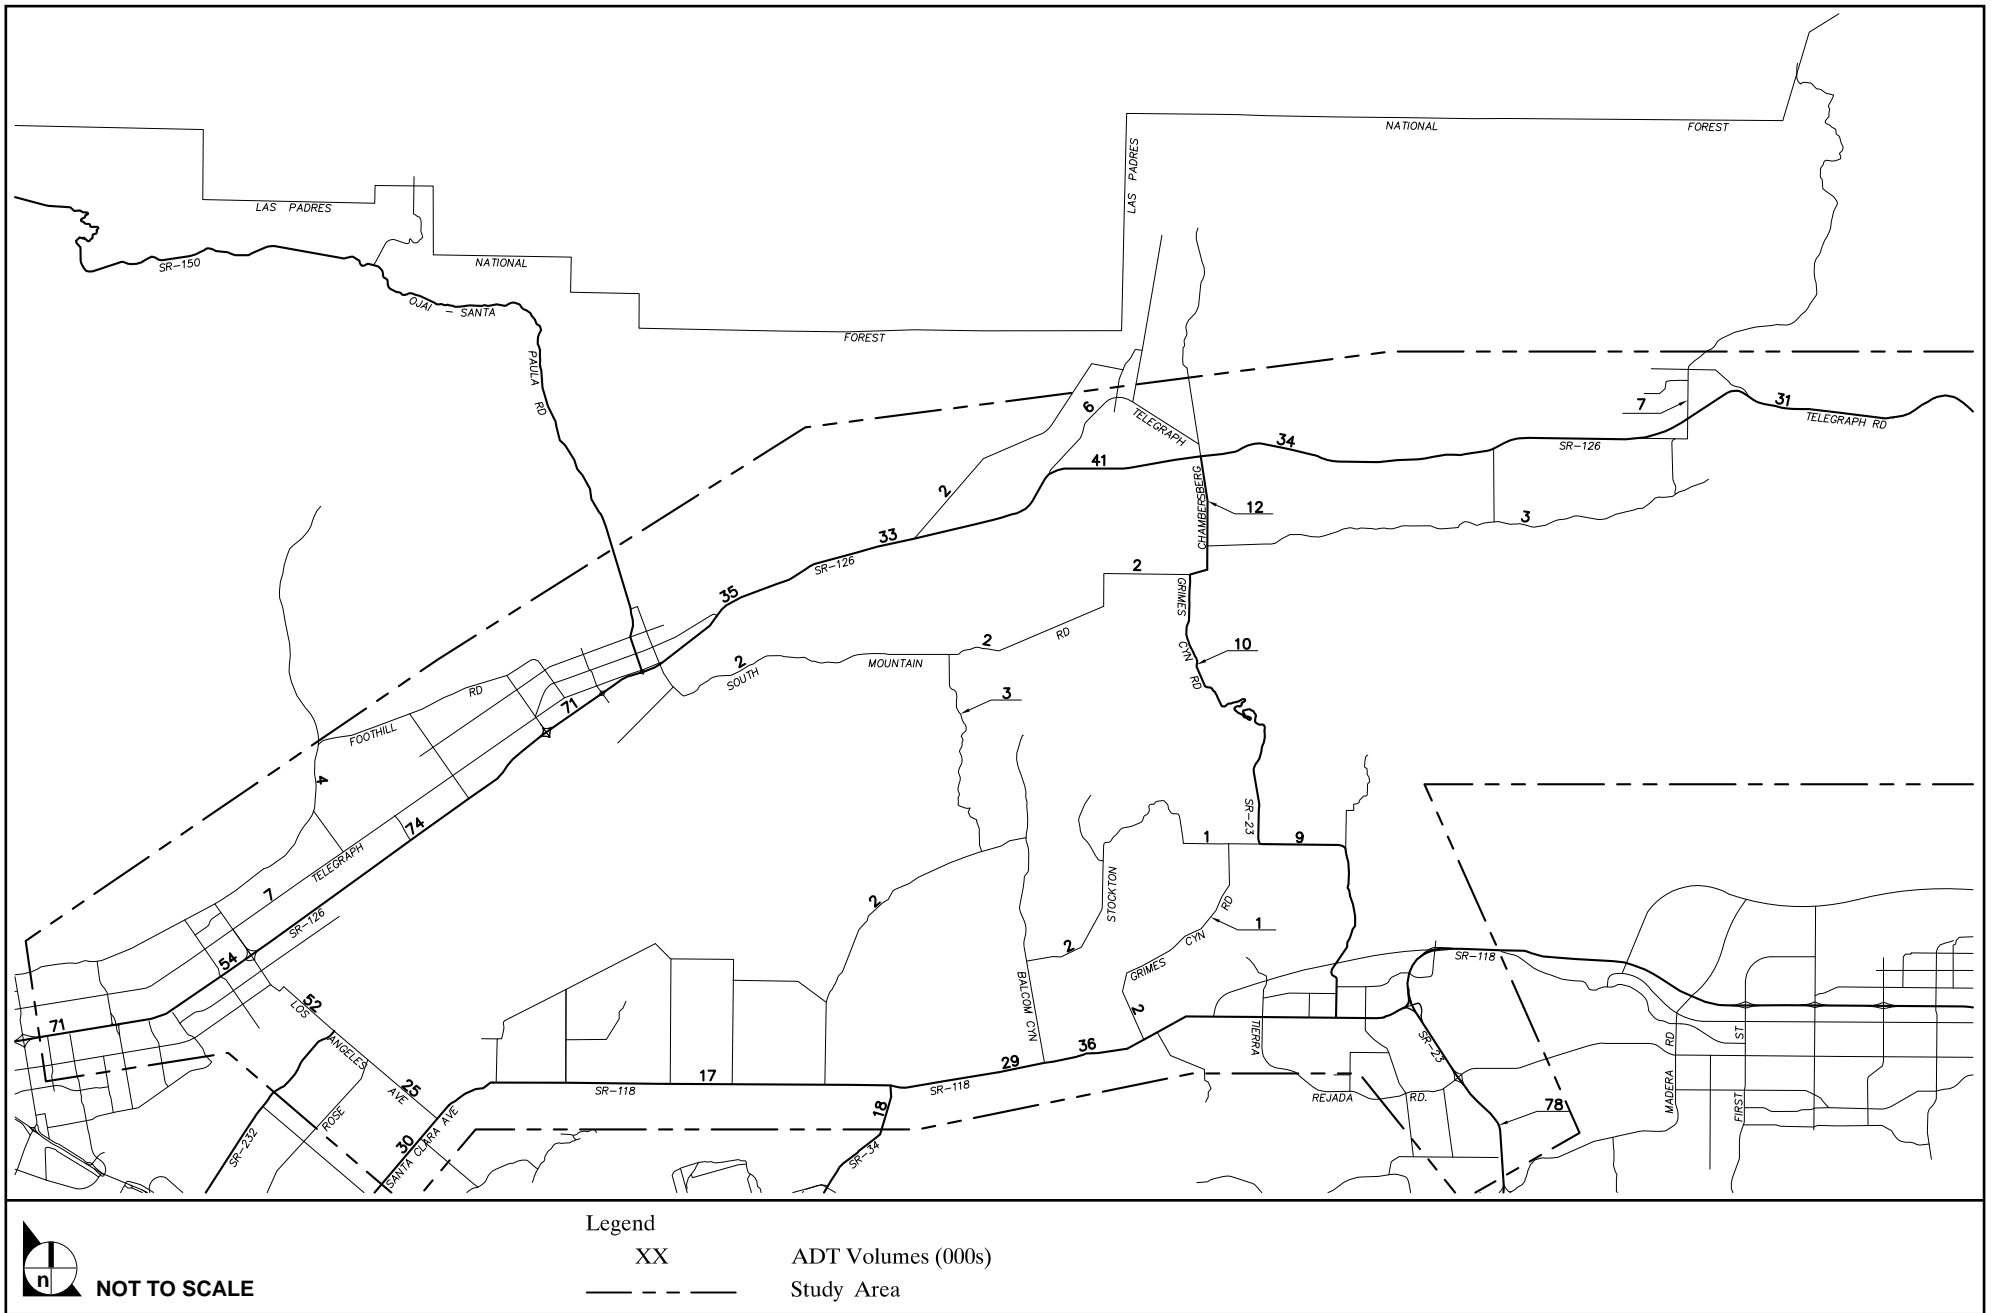 NATIONAL
FOREST
LAS PADRES
LAS PADRES
SR-150
NATIONAL
OJAI - SANTA
FOREST
PAULA RD
6
TELEGRAPH
7
31
TELEGRAPH RD
34
SR-126
41
2
CHAMBERSBERG
12
3
33
SR-126
2
GRIMES
CYN RD
35
10
2
RD
2
SOUTH
MOUNTAIN
3
RD
71
FOOTHILL
4
74
SR-23
1
9
TELEGRAPH
7
2
STOCKTON
RD
1
SR-126
CYN
54
2
GRIMES
SR-118
52
LOS
BALCOM CYN
2
71
ANGELES
36
TIERRA
SR-23
RD
ST
29
25
AVE
17
SR-118
SR-118
REJADA RD.
MADERA
FIRST
78
18
ROSE
30
SANTA CLARA AVE
SR-232
SR-34
Legend
XX ADT Volumes (000s)
Study Area
n
NOT TO SCALE